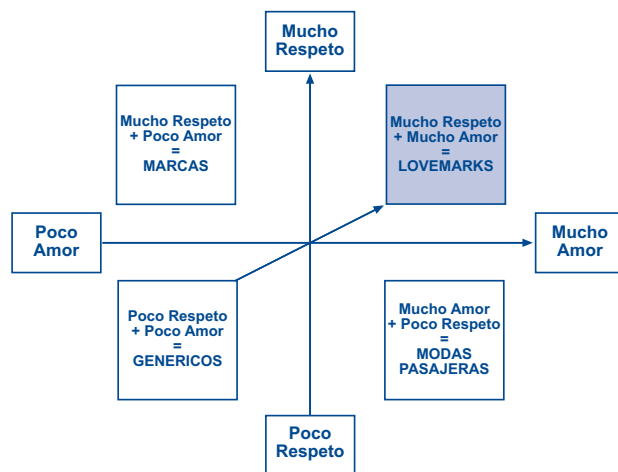 Mucho
Respeto
Mucho Respeto
+ Poco Amor
=
MARCAS
Mucho Respeto
+ Mucho Amor
=
LOVEMARKS
Poco
Amor
Mucho
Amor
Poco Respeto
+ Poco Amor
=
GENERICOS
Mucho Amor
+ Poco Respeto
=
MODAS
PASAJERAS
Poco
Respeto